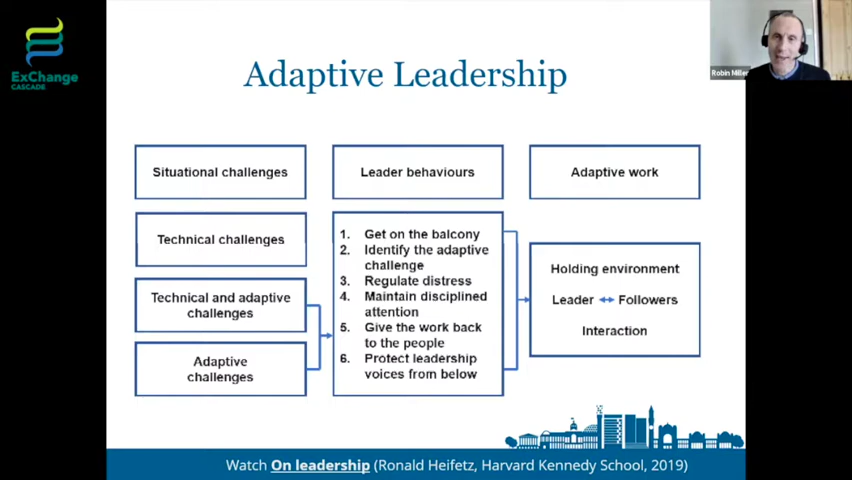 ExChange
CASCADE
Robin Miller
Adaptive Leadership
Situational challenges
Leader behaviours
Adaptive work
Technical challenges
Technical and adaptive
challenges
Adaptive
challenges
1. Get on the balcony
2. Identify the adaptive
challenge
3. Regulate distress
4. Maintain disciplined
attention
5. Give the work back
to the people
6. Protect leadership
voices from below
Holding environment
Leader ↔ Followers
Interaction
Watch On leadership (Ronald Heifetz, Harvard Kennedy School, 2019)